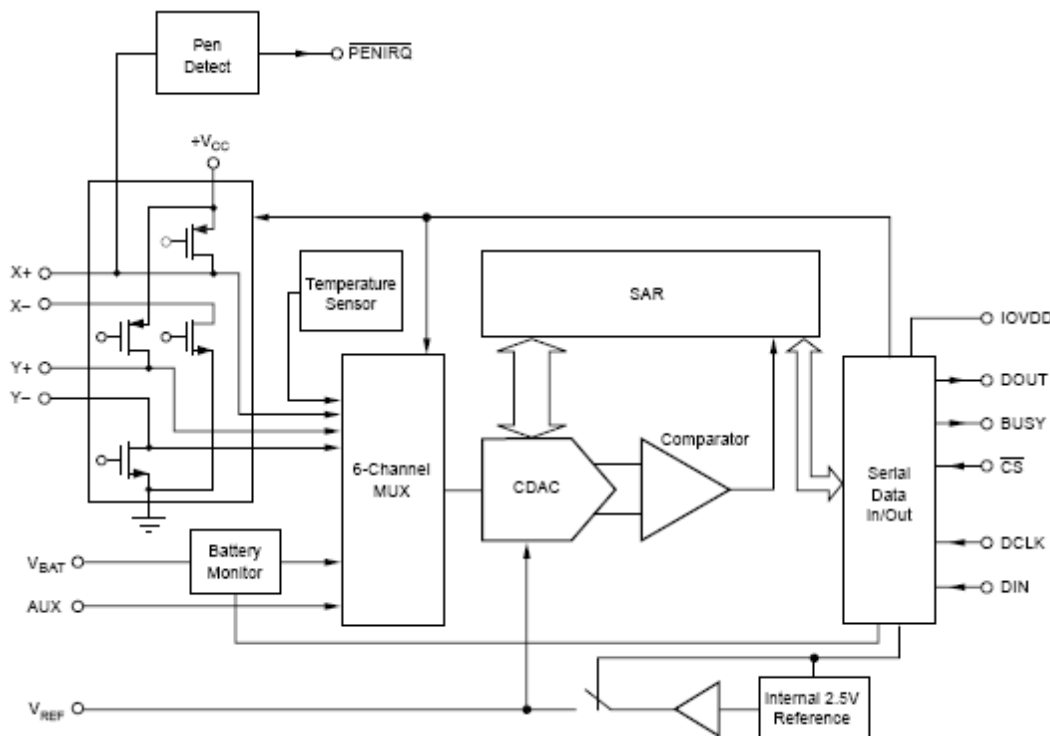 Pen
Detect
PENIRQ
+VCC
X+
X–
Y+
Y–
Temperature
Sensor
SAR
IOVDD
DOUT
BUSY
CS
DCLK
DIN
6-Channel
MUX
CDAC
Comparator
Serial
Data
In/Out
VBAT
Battery
Monitor
AUX
VREF
Internal 2.5V
Reference